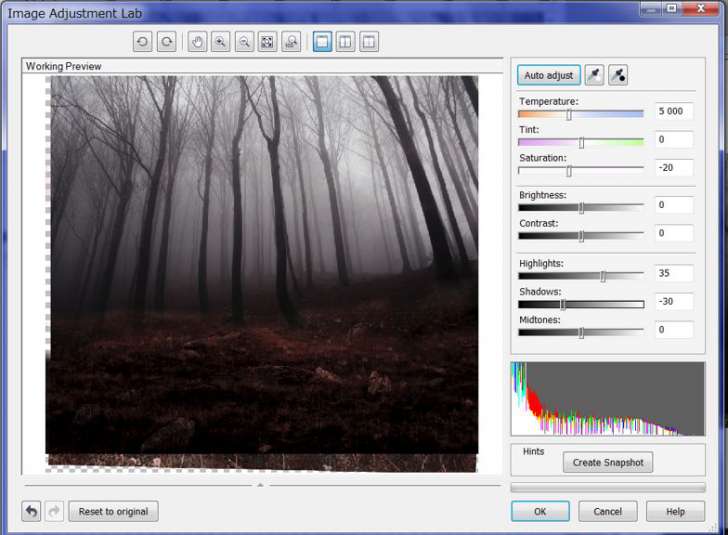 Image Adjustment Lab
Working Preview
Auto adjust
Temperature:
5 000
Tint:
0
Saturation:
-20
Brightness:
0
Contrast:
0
Highlights:
35
Shadows:
-30
Midtones:
0
Hints
Create Snapshot
Reset to original
OK
Cancel
Help